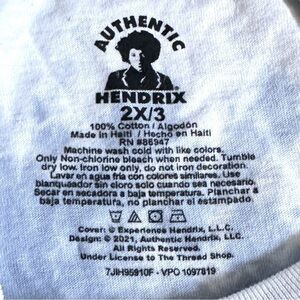 AUTHENTIC
HENDRIX
2X/3
100% Cotton / Algodón
Made in Haiti / Hecho en Haiti
RN #86947
Machine wash cold with like colors.
Only Non-chlorine bleach when needed. Tumble
dry low. Iron low only, do not iron decoration.
Lavar en agua fria con colores similares. Use
blanqueador sin cloro solo cuando sea necesario.
Secar en secadora a baja temperatura. Planchar a
baja temperatura, no planchar el estampado
Cover: © Experience Hendrix, L.L.C.
Design: © 2021, Authentic Hendrix, LLC
All Rights Reserved.
Under License to The Thread Shop.
7JIH95910F - VPO 1097819